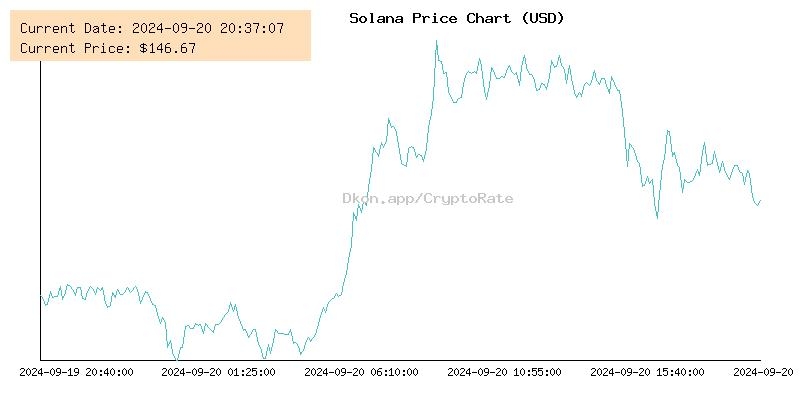 Solana Price Chart (USD)
Current Date: 2024-09-20 20:37:07
Current Price: $146.67
Dkon.app/CryptoRate
2024-09-19 20:40:00 2024-09-20 01:25:00 2024-09-20 06:10:00 2024-09-20 10:55:00 2024-09-20 15:40:00 2024-09-20